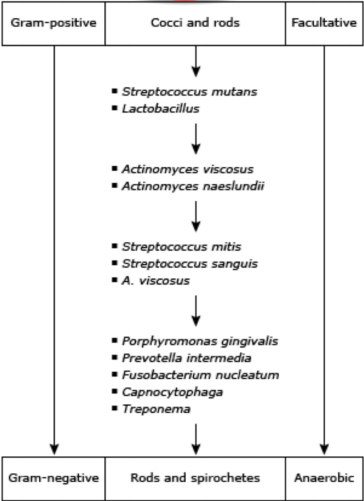 Gram-positive Cocci and rods Facultative
▪ Streptococcus mutans
▪ Lactobacillus
▪ Actinomyces viscosus
▪ Actinomyces naeslundii
▪ Streptococcus mitis
▪ Streptococcus sanguis
▪ A. viscosus
▪ Porphyromonas gingivalis
▪ Prevotella intermedia
▪ Fusobacterium nucleatum
▪ Capnocytophaga
▪ Treponema
Gram-negative Rods and spirochetes Anaerobic